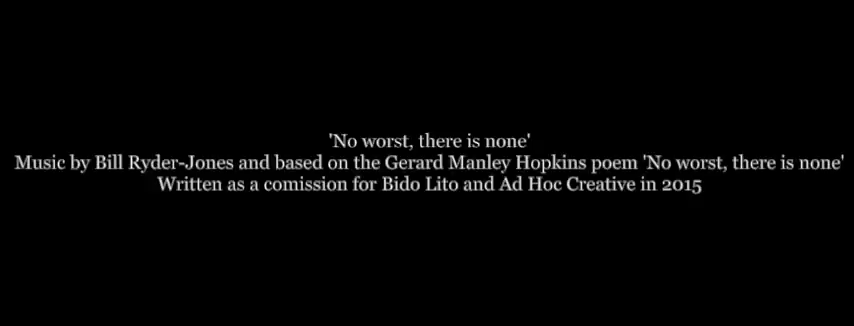 'No worst, there is none'
Music by Bill Ryder-Jones and based on the Gerard Manley Hopkins poem 'No worst, there is none'
Written as a comission for Bido Lito and Ad Hoc Creative in 2015